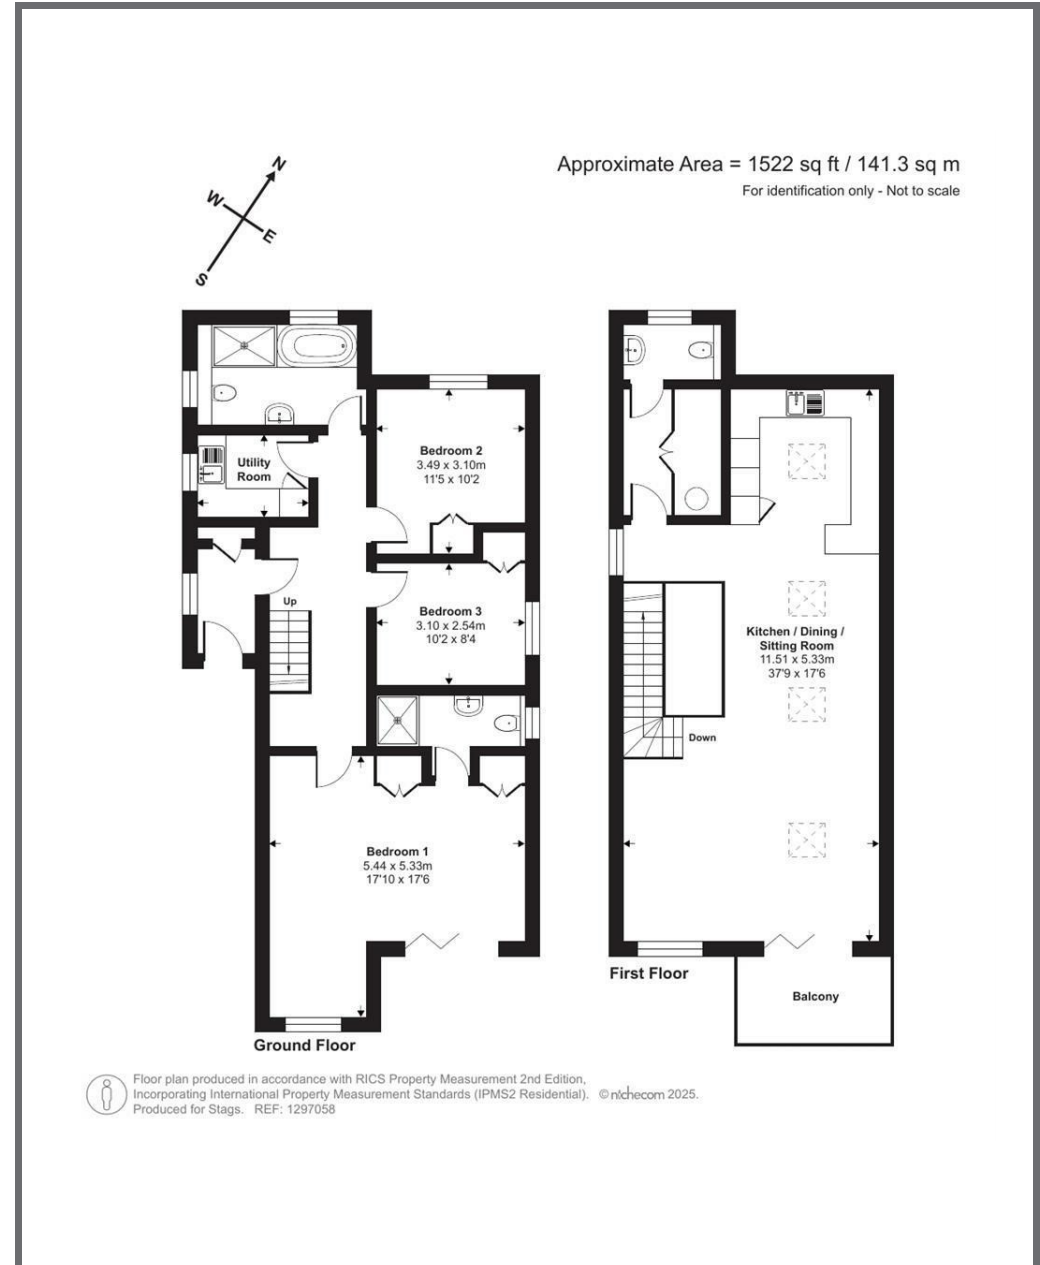 Approximate Area = 1522 sq ft / 141.3 sq m
For identification only - Not to scale
N
W
E
S
Utility
Room
Bedroom 2
3.49 x 3.10m
11'5 x 10'2
Up
Bedroom 3
3.10 x 2.54m
10'2 x 8'4
Bedroom 1
5.44 x 5.33m
17'10 x 17'6
Ground Floor
Kitchen / Dining /
Sitting Room
11.51 x 5.33m
37'9 x 17'6
Down
First Floor
Balcony
Floor plan produced in accordance with RICS Property Measurement 2nd Edition,
Incorporating International Property Measurement Standards (IPMS2 Residential). © nichecom 2025.
Produced for Stags. REF: 1297058